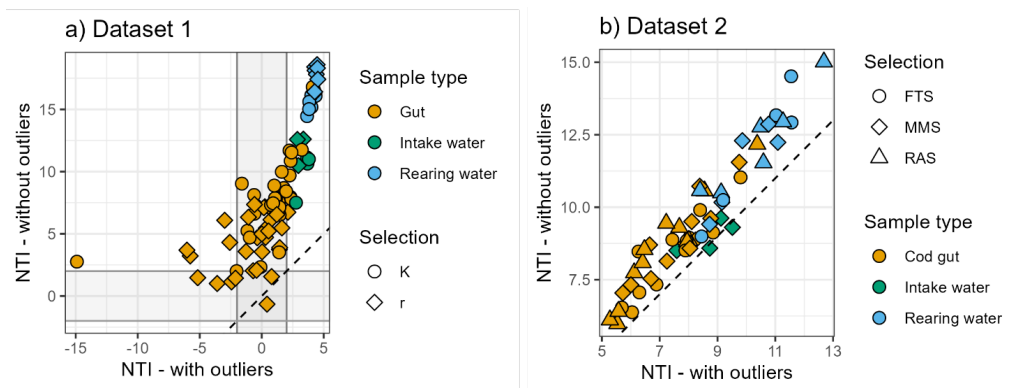 a) Dataset 1
NTI - without outliers
15
10
5
0
-15
-10
-5
0
5
NTI - with outliers
Sample type
Gut
Intake water
Rearing water
Selection
K
r
b) Dataset 2
NTI - without outliers
15.0
12.5
10.0
7.5
5
7
9
11
13
NTI - with outliers
Selection
FTS
MMS
RAS
Sample type
Cod gut
Intake water
Rearing water